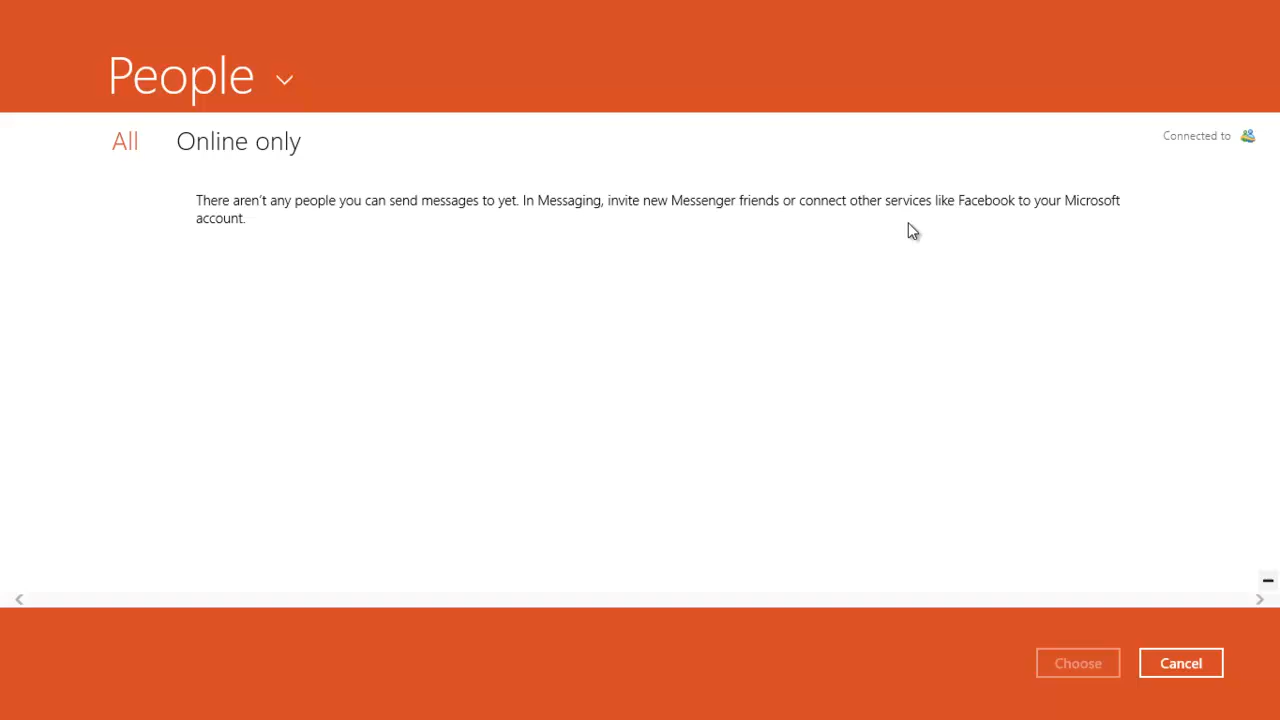 People
All Online only
Connected to
There aren't any people you can send messages to yet. In Messaging, invite new Messenger friends or connect other services like Facebook to your Microsoft
account.
Choose Cancel